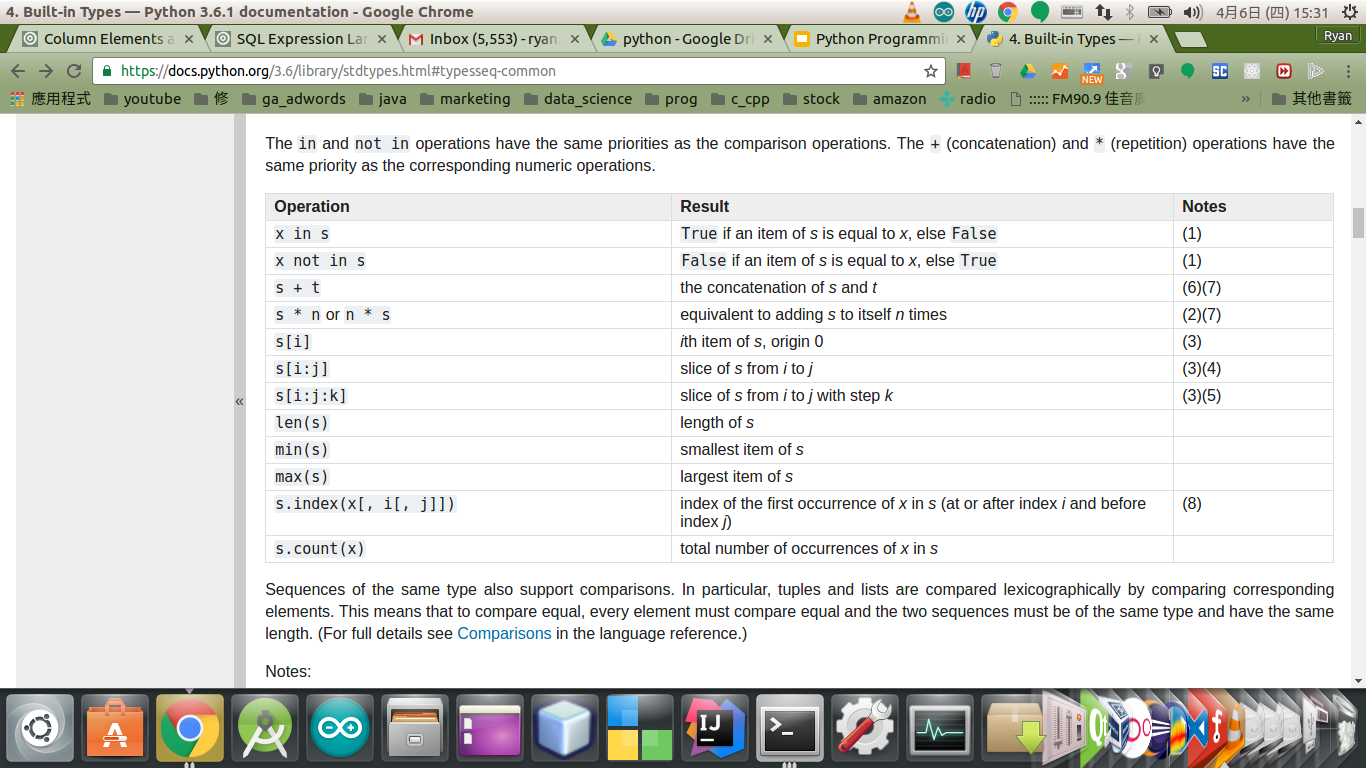 4. Built-in Types — Python 3.6.1 documentation - Google Chrome
4月6日 (四) 15:31
Column Elements a
SQL Expression Lan
Inbox (5,553) - ryan.
python - Google Dri
Python Programmi
4. Built-in Types —
Ryan
https://docs.python.org/3.6/library/stdtypes.html#typesseq-common
NEW
應用程式
youtube
修
ga_adwords
java
marketing
data_science
prog
c_cpp
stock
amazon
radio
::::: FM90.9 佳音廣
»
其他書籤
The in and not in operations have the same priorities as the comparison operations. The + (concatenation) and * (repetition) operations have the
same priority as the corresponding numeric operations.
Operation Result Notes
x in s True if an item of s is equal to x, else False (1)
x not in s False if an item of s is equal to x, else True (1)
s + t the concatenation of s and t (6)(7)
s * n or n * s equivalent to adding s to itself n times (2)(7)
s[i] ith item of s, origin 0 (3)
s[i:j] slice of s from i to j (3)(4)
s[i:j:k] slice of s from i to j with step k (3)(5)
«
len(s) length of s
min(s) smallest item of s
max(s) largest item of s
s.index(x[, i[, j]]) index of the first occurrence of x in s (at or after index i and before (8)
index j)
s.count(x) total number of occurrences of x in s
Sequences of the same type also support comparisons. In particular, tuples and lists are compared lexicographically by comparing corresponding
elements. This means that to compare equal, every element must compare equal and the two sequences must be of the same type and have the same
length. (For full details see Comparisons in the language reference.)
Notes: